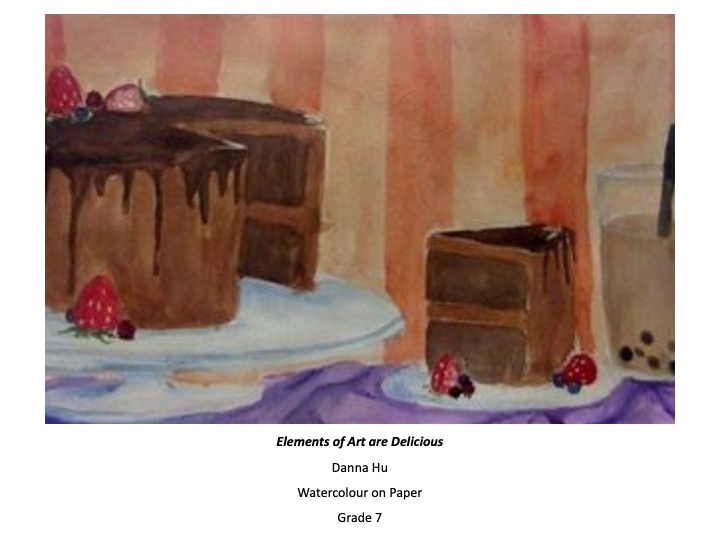 Elements of Art are Delicious
Danna Hu
Watercolour on Paper
Grade 7